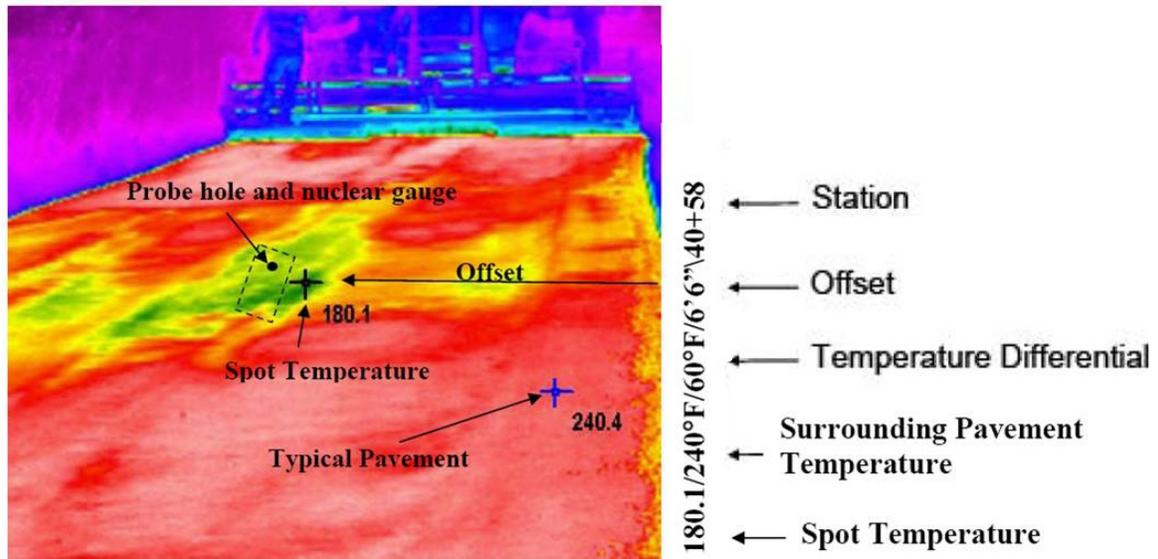 Probe hole and nuclear gauge
Offset
180.1
Spot Temperature
240.4
Typical Pavement
180.1/240°F/60°F/6’6”\40+58
Station
Offset
Temperature Differential
Surrounding Pavement
Temperature
Spot Temperature